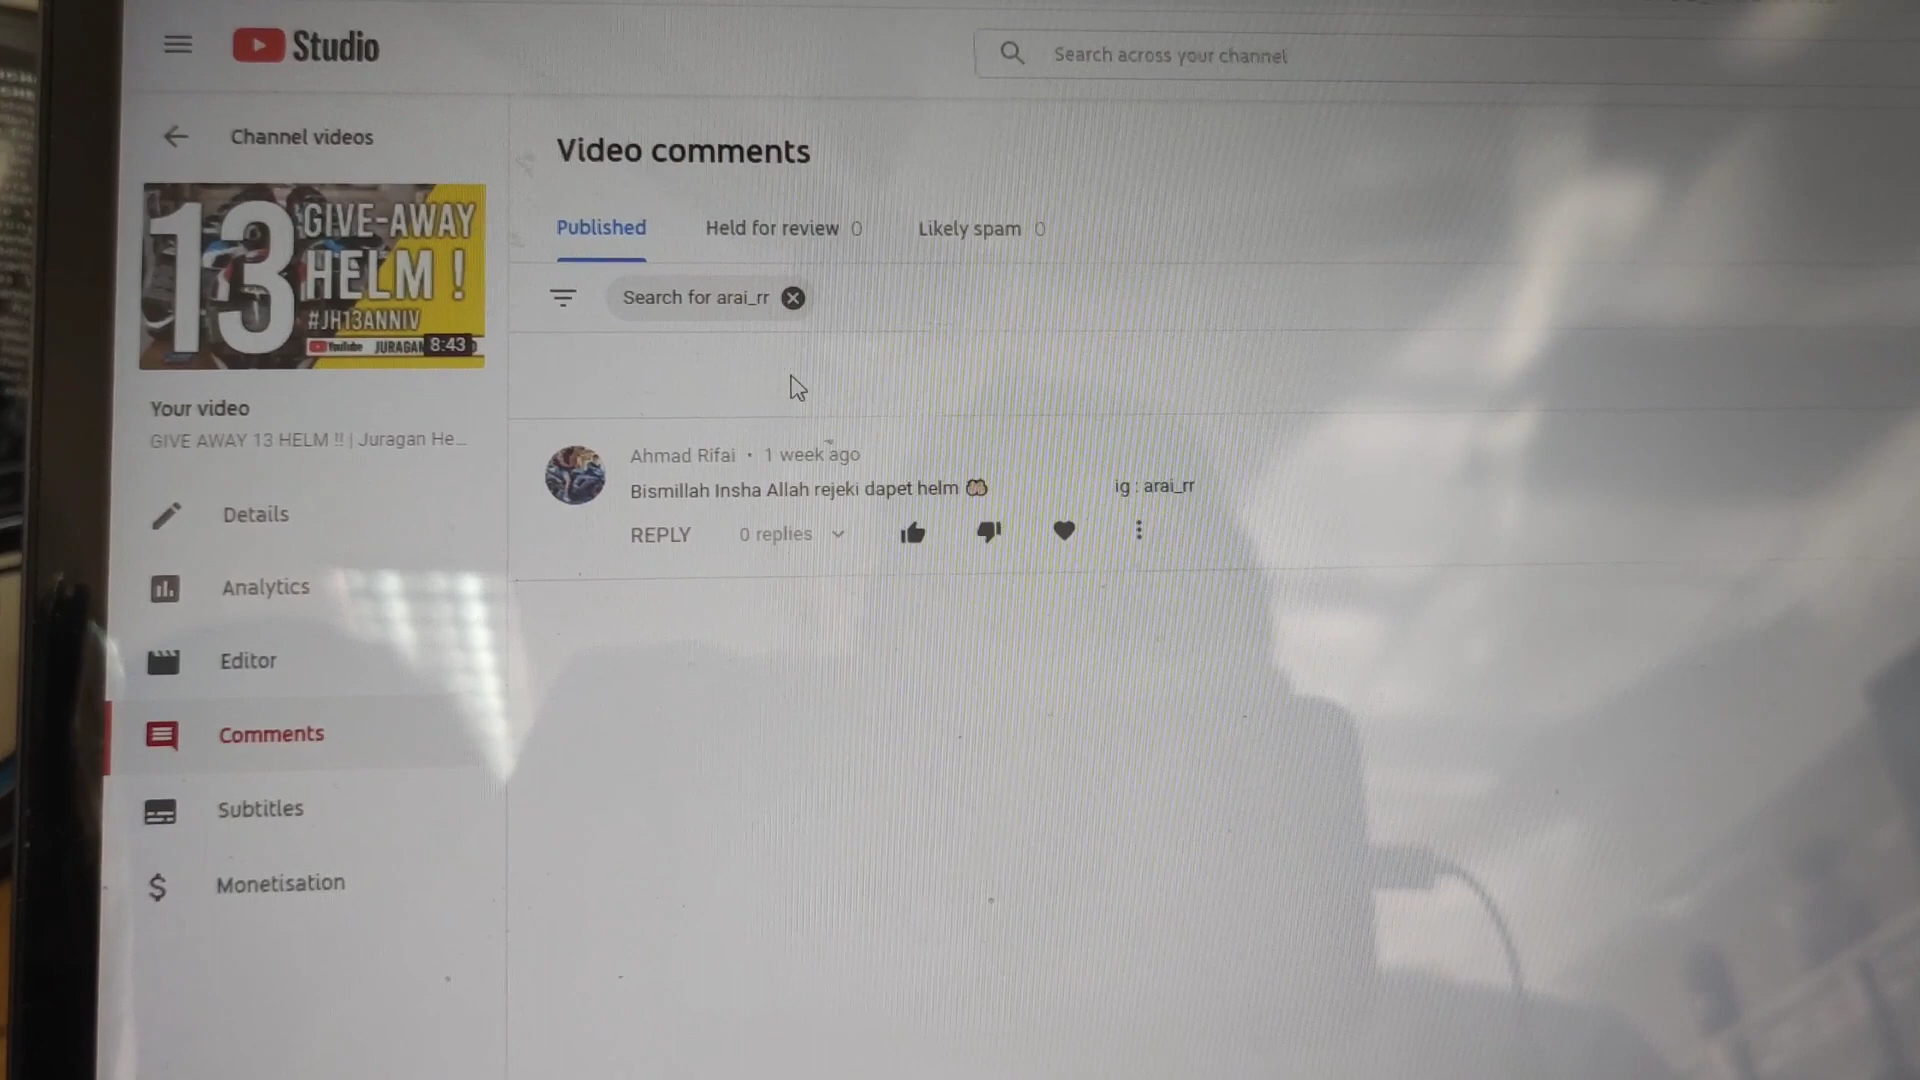 Studio
Search across your channel
Channel videos
13
GIVE-AWAY
HELM !
#JH13ANNIV
YouTube
JURAGAN
8:43
Your video
GIVE AWAY 13 HELM !! | Juragan He...
Details
Analytics
Editor
Comments
Subtitles
Monetisation
Video comments
Published
Held for review 0
Likely spam 0
Search for arai_rr
Ahmad Rifai • 1 week ago
Bismillah Insha Allah rejeki dapet helm 🤲 ig : arai_rr
REPLY
0 replies